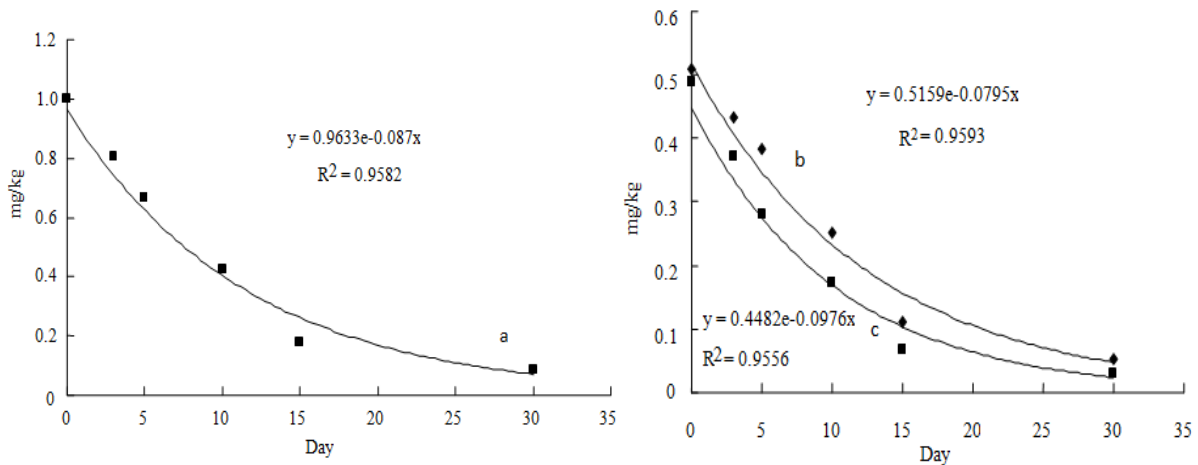 1.2
1.0
0.8
0.6
0.4
0.2
0
mg/kg
y = 0.9633e-0.087x
R2 = 0.9582
a
0 5 10 15 20 25 30 35
Day
0.6
0.5
0.4
0.3
0.2
0.1
0
mg/kg
y = 0.5159e-0.0795x
R2 = 0.9593
b
y = 0.4482e-0.0976x
R2 = 0.9556
c
0 5 10 15 20 25 30 35
Day